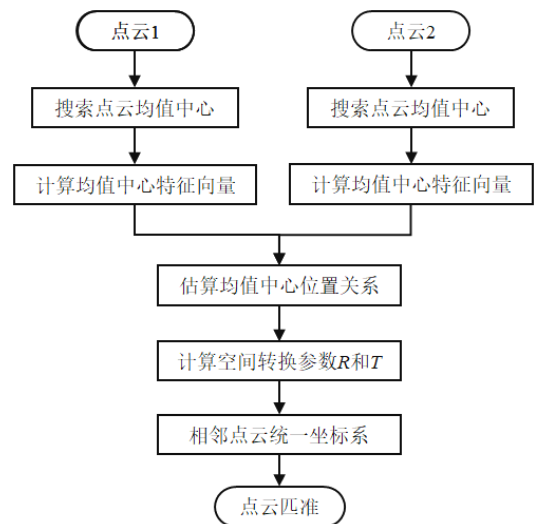 点云1
点云2
搜索点云均值中心
搜索点云均值中心
计算均值中心特征向量
计算均值中心特征向量
估算均值中心位置关系
计算空间转换参数R和T
相邻点云统一坐标系
点云匹准